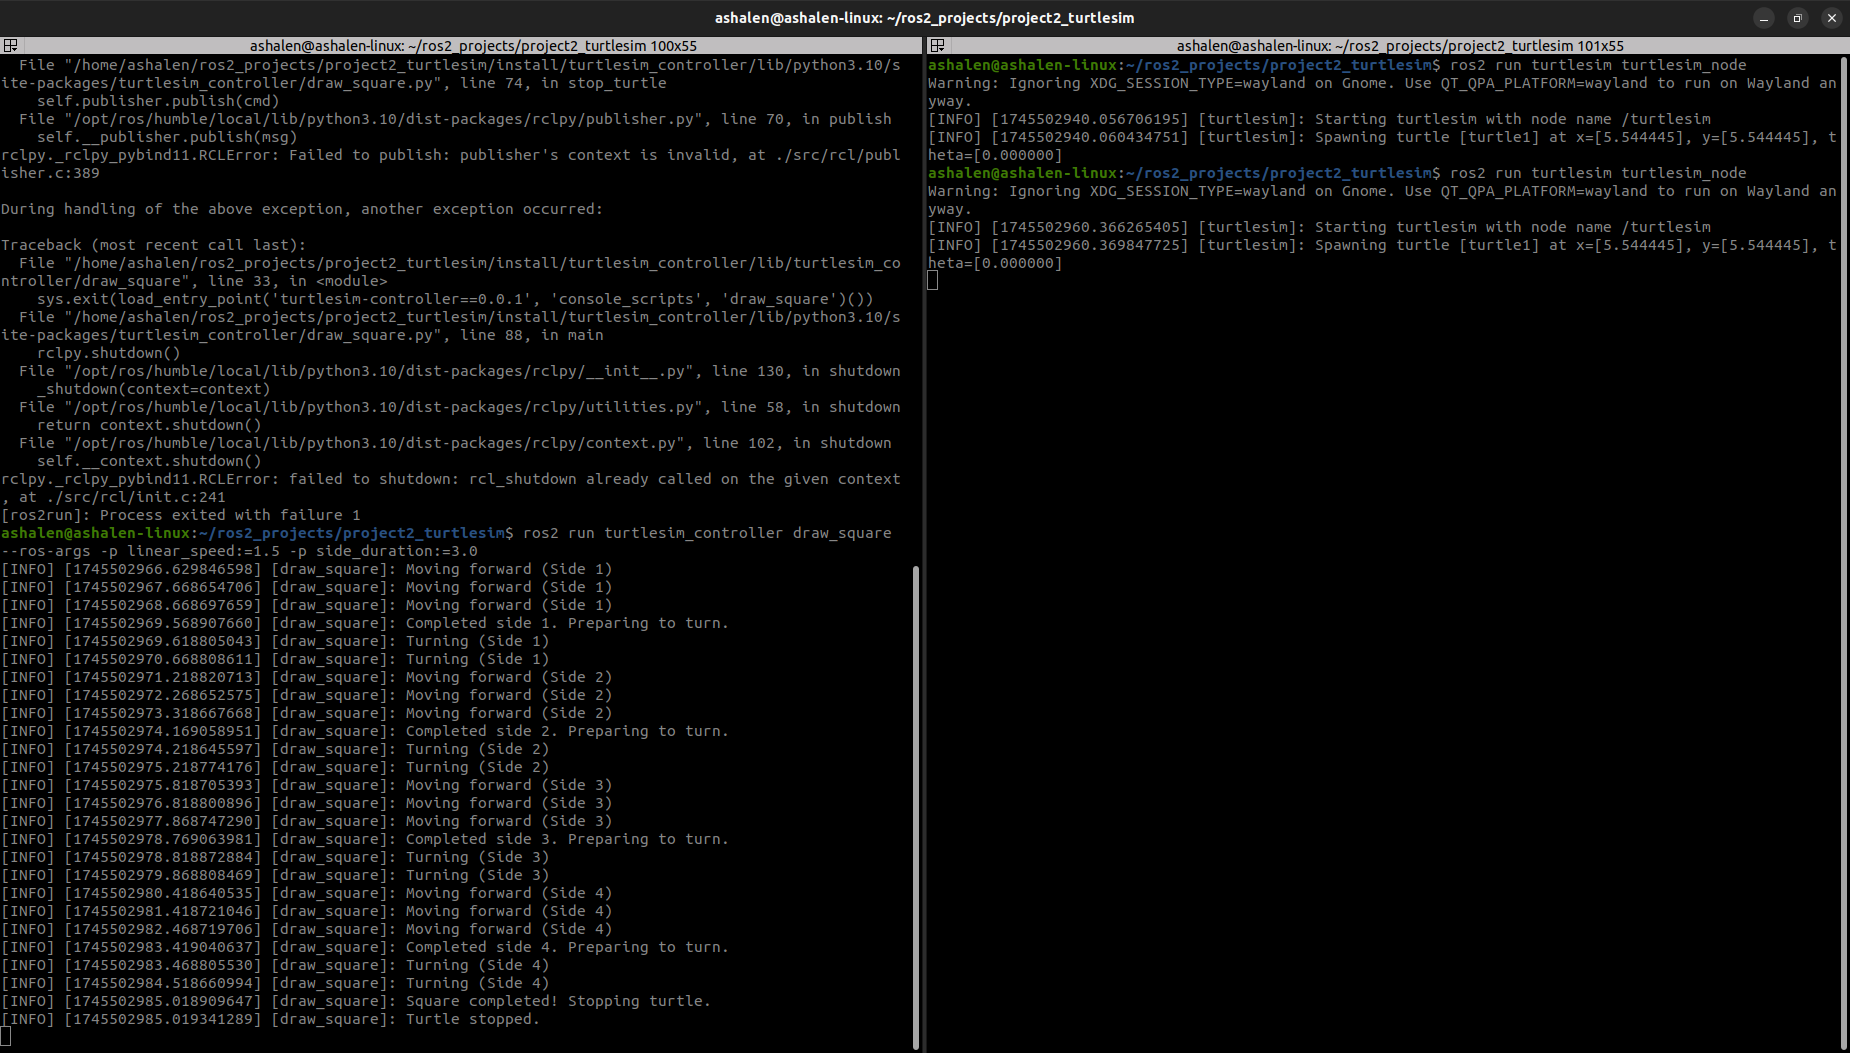 ashalen@ashalen-linux: ~/ros2_projects/project2_turtlesim
ashalen@ashalen-linux: ~/ros2_projects/project2_turtlesim 100x55
  File "/home/ashalen/ros2_projects/project2_turtlesim/install/turtlesim_controller/lib/python3.10/s
ite-packages/turtlesim_controller/draw_square.py", line 74, in stop_turtle
    self.publisher.publish(cmd)
  File "/opt/ros/humble/local/lib/python3.10/dist-packages/rclpy/publisher.py", line 70, in publish
    self.__publisher.publish(msg)
rclpy._rclpy_pybind11.RCLError: Failed to publish: publisher's context is invalid, at ./src/rcl/publ
isher.c:389
During handling of the above exception, another exception occurred:
Traceback (most recent call last):
  File "/home/ashalen/ros2_projects/project2_turtlesim/install/turtlesim_controller/lib/turtlesim_co
ntroller/draw_square", line 33, in <module>
    sys.exit(load_entry_point('turtlesim-controller==0.0.1', 'console_scripts', 'draw_square')())
  File "/home/ashalen/ros2_projects/project2_turtlesim/install/turtlesim_controller/lib/python3.10/s
ite-packages/turtlesim_controller/draw_square.py", line 88, in main
    rclpy.shutdown()
  File "/opt/ros/humble/local/lib/python3.10/dist-packages/rclpy/__init__.py", line 130, in shutdown
    _shutdown(context=context)
  File "/opt/ros/humble/local/lib/python3.10/dist-packages/rclpy/utilities.py", line 58, in shutdown
    return context.shutdown()
  File "/opt/ros/humble/local/lib/python3.10/dist-packages/rclpy/context.py", line 102, in shutdown
    self.__context.shutdown()
rclpy._rclpy_pybind11.RCLError: failed to shutdown: rcl_shutdown already called on the given context
, at ./src/rcl/init.c:241
[ros2run]: Process exited with failure 1
ashalen@ashalen-linux:~/ros2_projects/project2_turtlesim$ ros2 run turtlesim_controller draw_square
--ros-args -p linear_speed:=1.5 -p side_duration:=3.0
[INFO] [1745502966.629846598] [draw_square]: Moving forward (Side 1)
[INFO] [1745502967.668654706] [draw_square]: Moving forward (Side 1)
[INFO] [1745502968.668697659] [draw_square]: Moving forward (Side 1)
[INFO] [1745502969.568907660] [draw_square]: Completed side 1. Preparing to turn.
[INFO] [1745502969.618805043] [draw_square]: Turning (Side 1)
[INFO] [1745502970.668808611] [draw_square]: Turning (Side 1)
[INFO] [1745502971.218820713] [draw_square]: Moving forward (Side 2)
[INFO] [1745502972.268652575] [draw_square]: Moving forward (Side 2)
[INFO] [1745502973.318667668] [draw_square]: Moving forward (Side 2)
[INFO] [1745502974.169058951] [draw_square]: Completed side 2. Preparing to turn.
[INFO] [1745502974.218645597] [draw_square]: Turning (Side 2)
[INFO] [1745502975.218774176] [draw_square]: Turning (Side 2)
[INFO] [1745502975.818705393] [draw_square]: Moving forward (Side 3)
[INFO] [1745502976.818800896] [draw_square]: Moving forward (Side 3)
[INFO] [1745502977.868747290] [draw_square]: Moving forward (Side 3)
[INFO] [1745502978.769063981] [draw_square]: Completed side 3. Preparing to turn.
[INFO] [1745502978.818872884] [draw_square]: Turning (Side 3)
[INFO] [1745502979.868808469] [draw_square]: Turning (Side 3)
[INFO] [1745502980.418640535] [draw_square]: Moving forward (Side 4)
[INFO] [1745502981.418721046] [draw_square]: Moving forward (Side 4)
[INFO] [1745502982.468719706] [draw_square]: Moving forward (Side 4)
[INFO] [1745502983.419040637] [draw_square]: Completed side 4. Preparing to turn.
[INFO] [1745502983.468805530] [draw_square]: Turning (Side 4)
[INFO] [1745502984.518660994] [draw_square]: Turning (Side 4)
[INFO] [1745502985.018909647] [draw_square]: Square completed! Stopping turtle.
[INFO] [1745502985.019341289] [draw_square]: Turtle stopped.
ashalen@ashalen-linux: ~/ros2_projects/project2_turtlesim 101x55
ashalen@ashalen-linux:~/ros2_projects/project2_turtlesim$ ros2 run turtlesim turtlesim_node
Warning: Ignoring XDG_SESSION_TYPE=wayland on Gnome. Use QT_QPA_PLATFORM=wayland to run on Wayland an
yway.
[INFO] [1745502940.056706195] [turtlesim]: Starting turtlesim with node name /turtlesim
[INFO] [1745502940.060434751] [turtlesim]: Spawning turtle [turtle1] at x=[5.544445], y=[5.544445], t
heta=[0.000000]
ashalen@ashalen-linux:~/ros2_projects/project2_turtlesim$ ros2 run turtlesim turtlesim_node
Warning: Ignoring XDG_SESSION_TYPE=wayland on Gnome. Use QT_QPA_PLATFORM=wayland to run on Wayland an
yway.
[INFO] [1745502960.366265405] [turtlesim]: Starting turtlesim with node name /turtlesim
[INFO] [1745502960.369847725] [turtlesim]: Spawning turtle [turtle1] at x=[5.544445], y=[5.544445], t
heta=[0.000000]